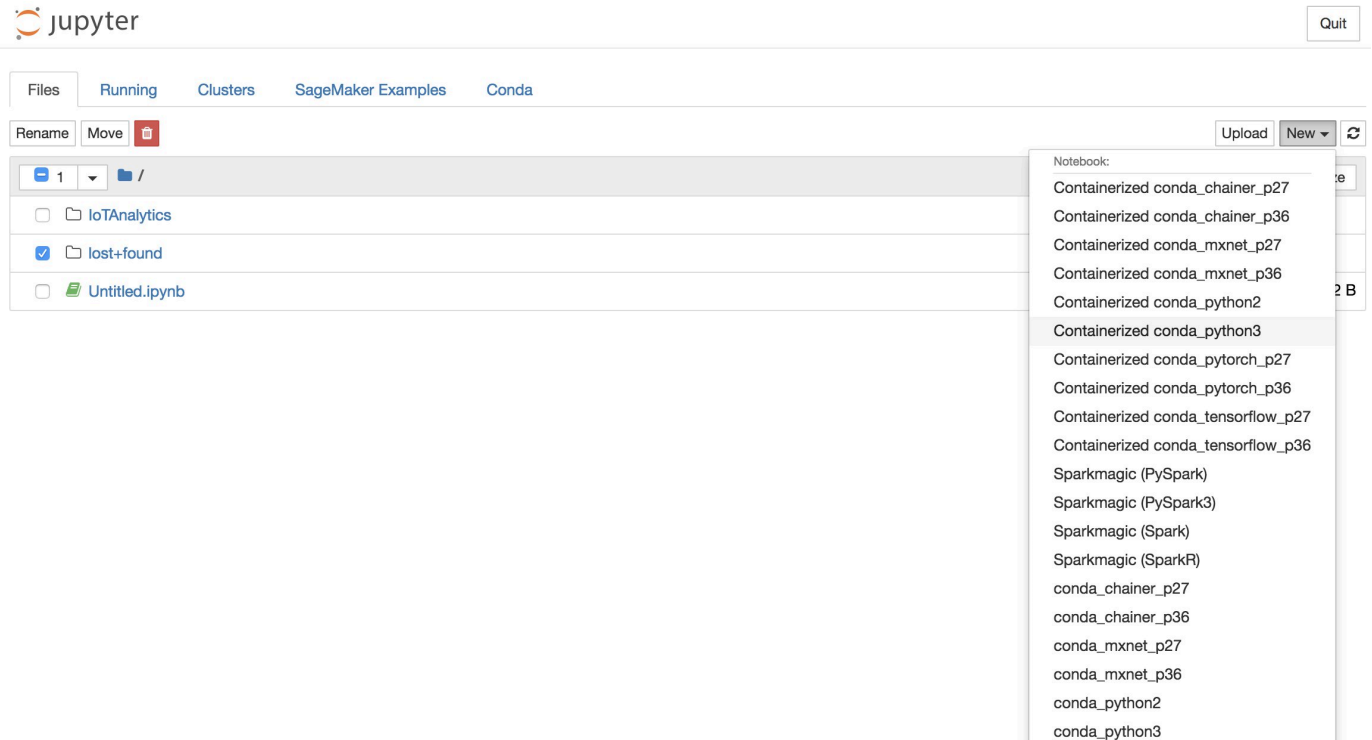 jupyter
Quit
Files Running Clusters SageMaker Examples Conda
Rename Move Upload New
1 /
IoTAnalytics
lost+found
Untitled.ipynb
2 B
Notebook:
Containerized conda_chainer_p27
Containerized conda_chainer_p36
Containerized conda_mxnet_p27
Containerized conda_mxnet_p36
Containerized conda_python2
Containerized conda_python3
Containerized conda_pytorch_p27
Containerized conda_pytorch_p36
Containerized conda_tensorflow_p27
Containerized conda_tensorflow_p36
Sparkmagic (PySpark)
Sparkmagic (PySpark3)
Sparkmagic (Spark)
Sparkmagic (SparkR)
conda_chainer_p27
conda_chainer_p36
conda_mxnet_p27
conda_mxnet_p36
conda_python2
conda_python3